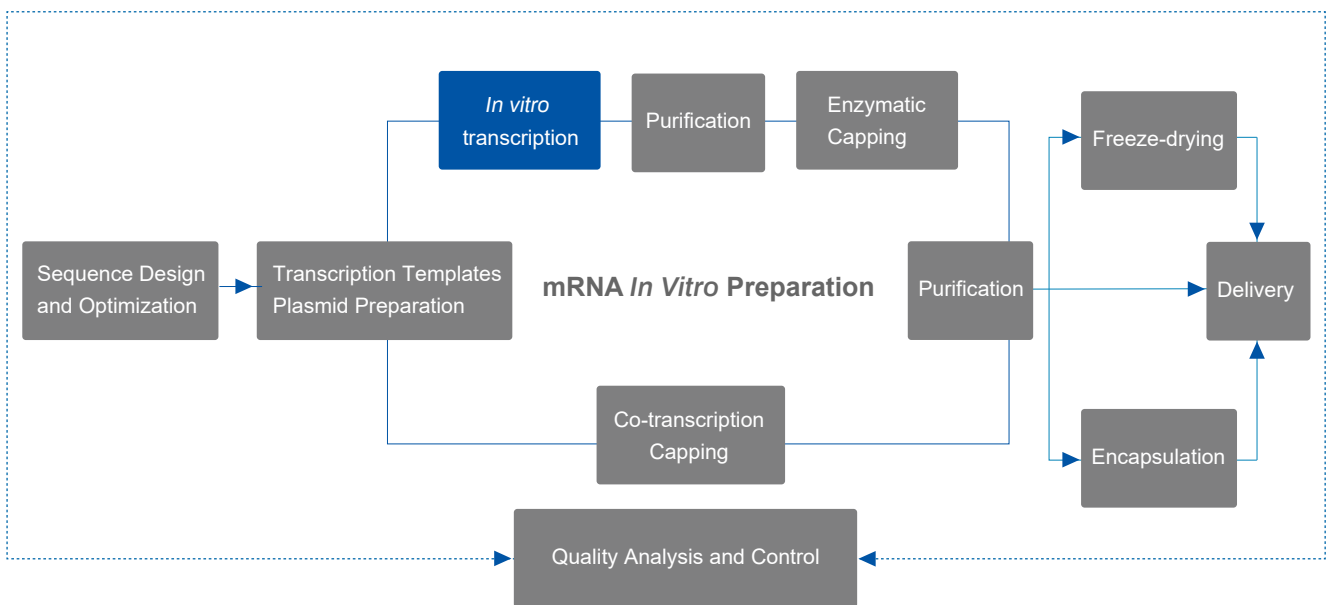 In vitro
transcription
Purification
Enzymatic
Capping
Freeze-drying
Sequence Design
and Optimization
Transcription Templates
Plasmid Preparation
mRNA In Vitro Preparation
Purification
Delivery
Co-transcription
Capping
Encapsulation
Quality Analysis and Control